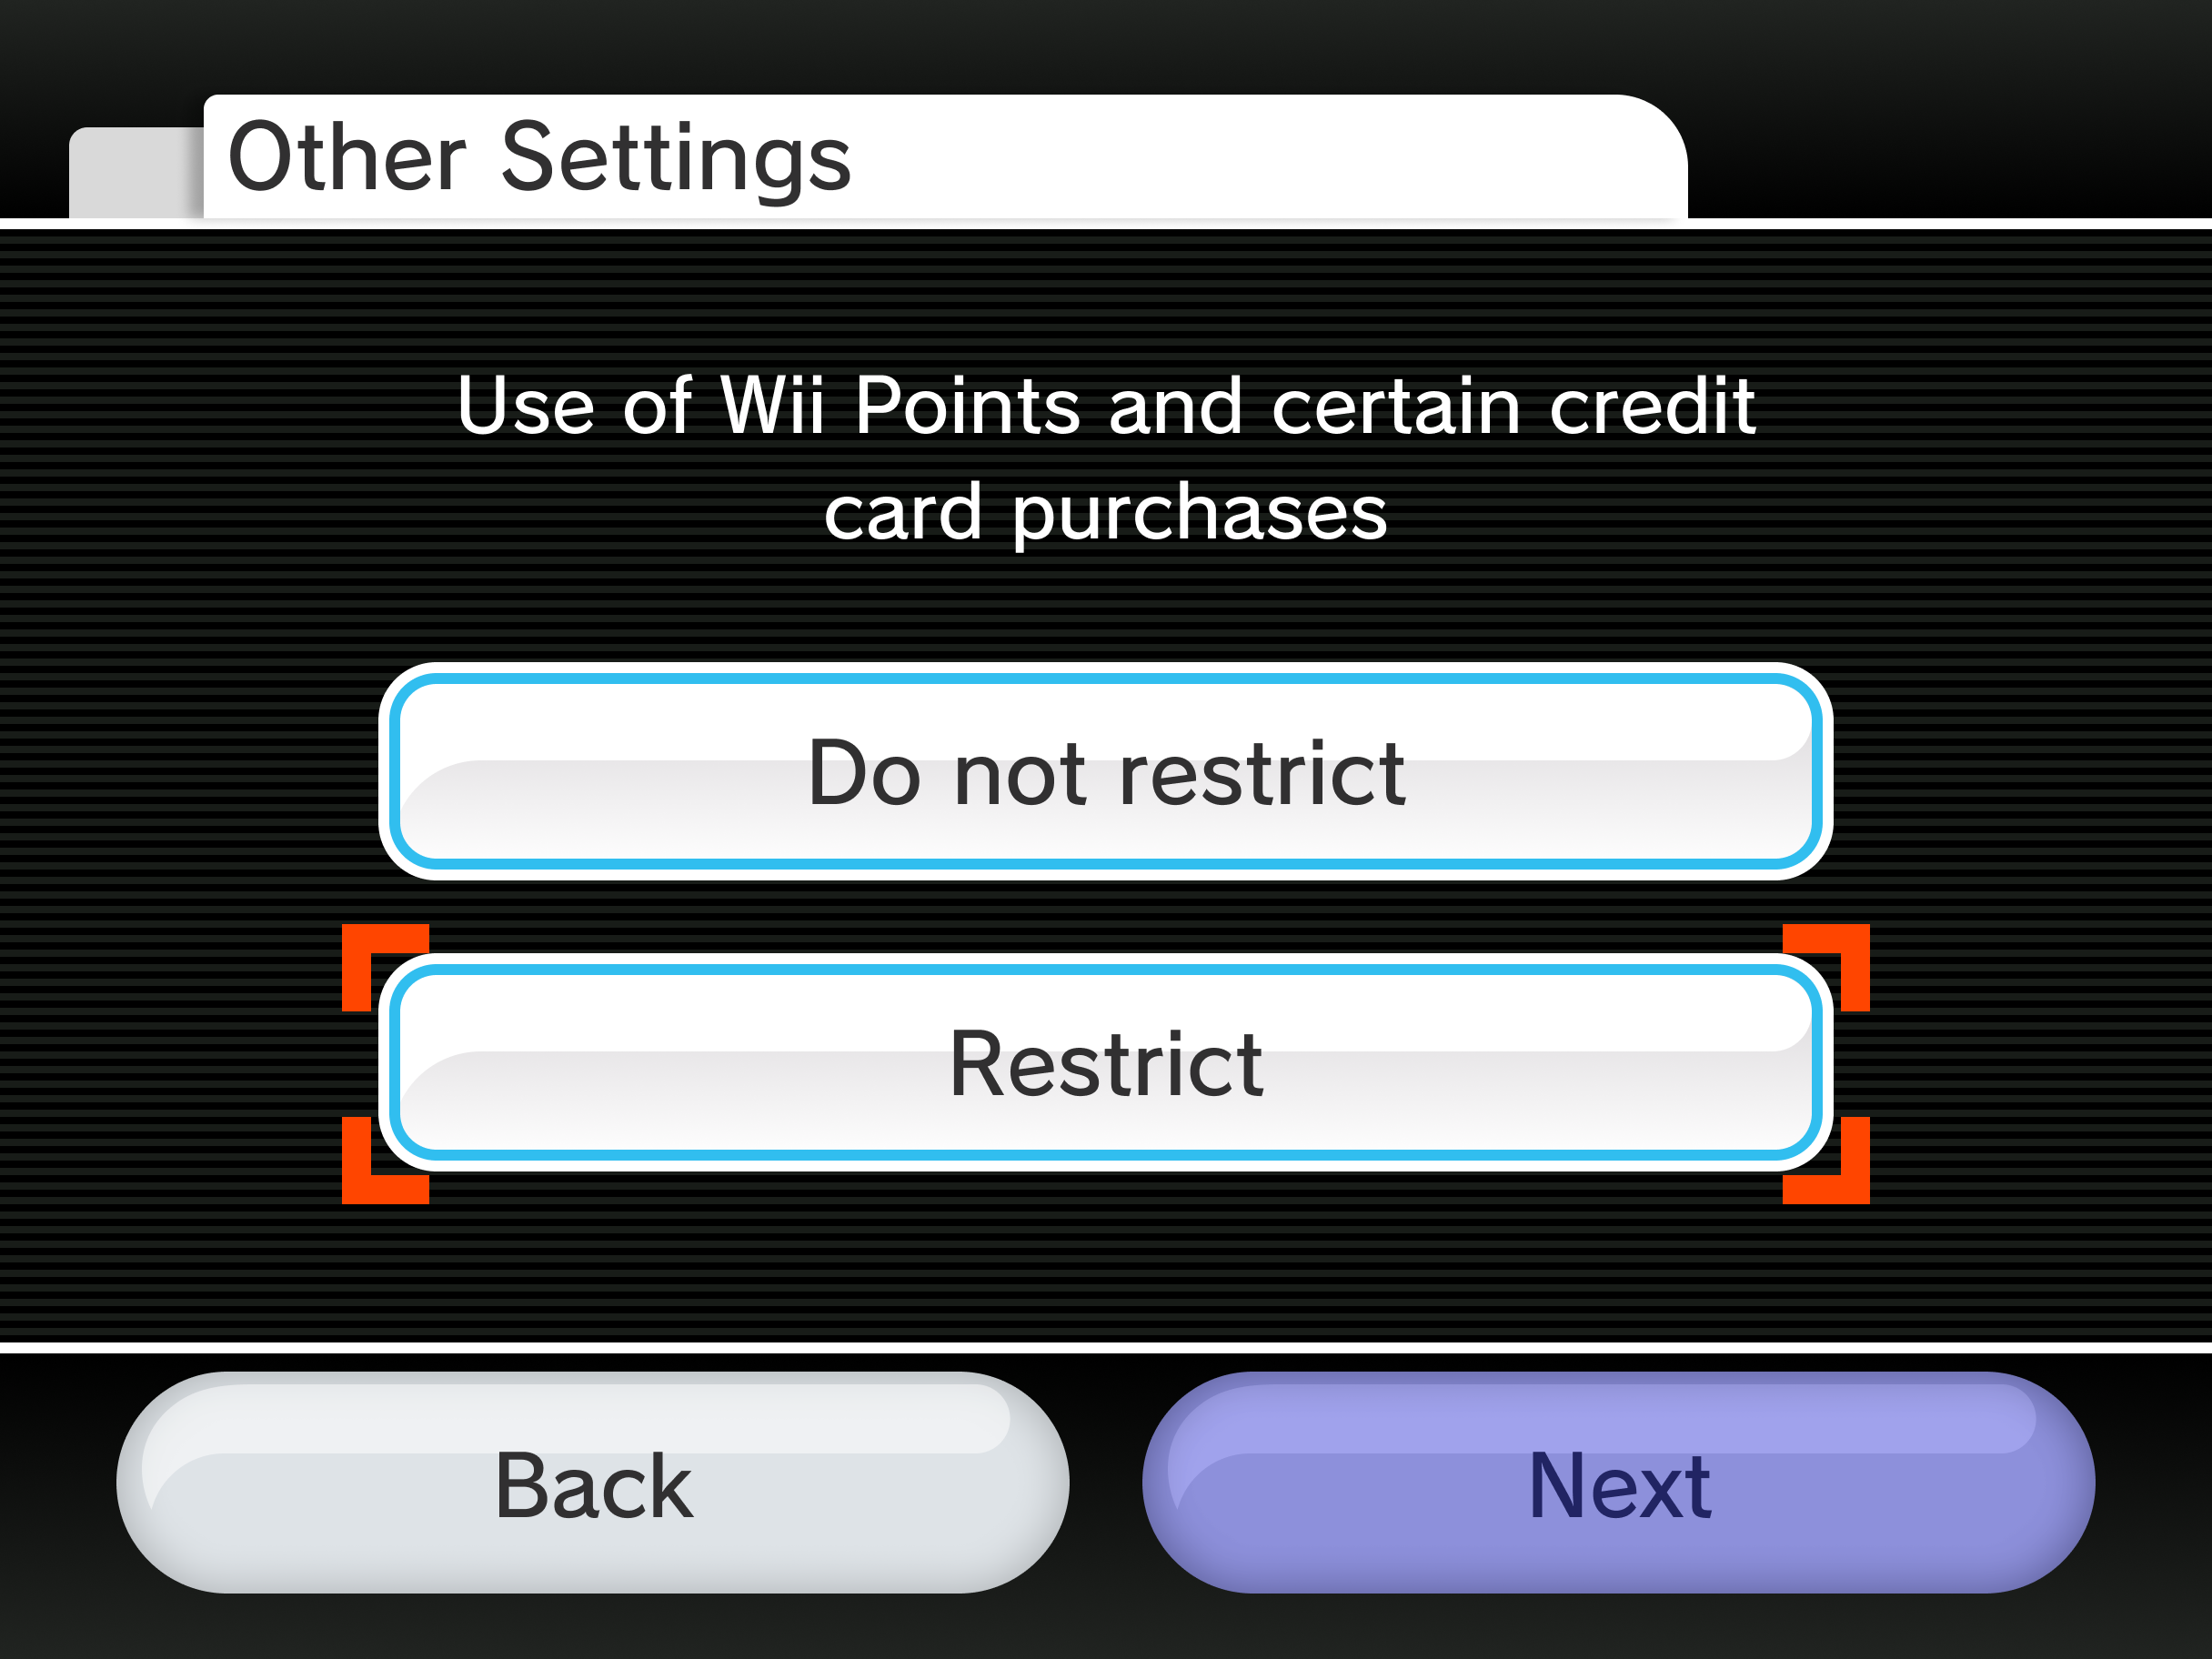 Other Settings
Use of Wii Points and certain credit
card purchases
Do not restrict
Restrict
Back
Next